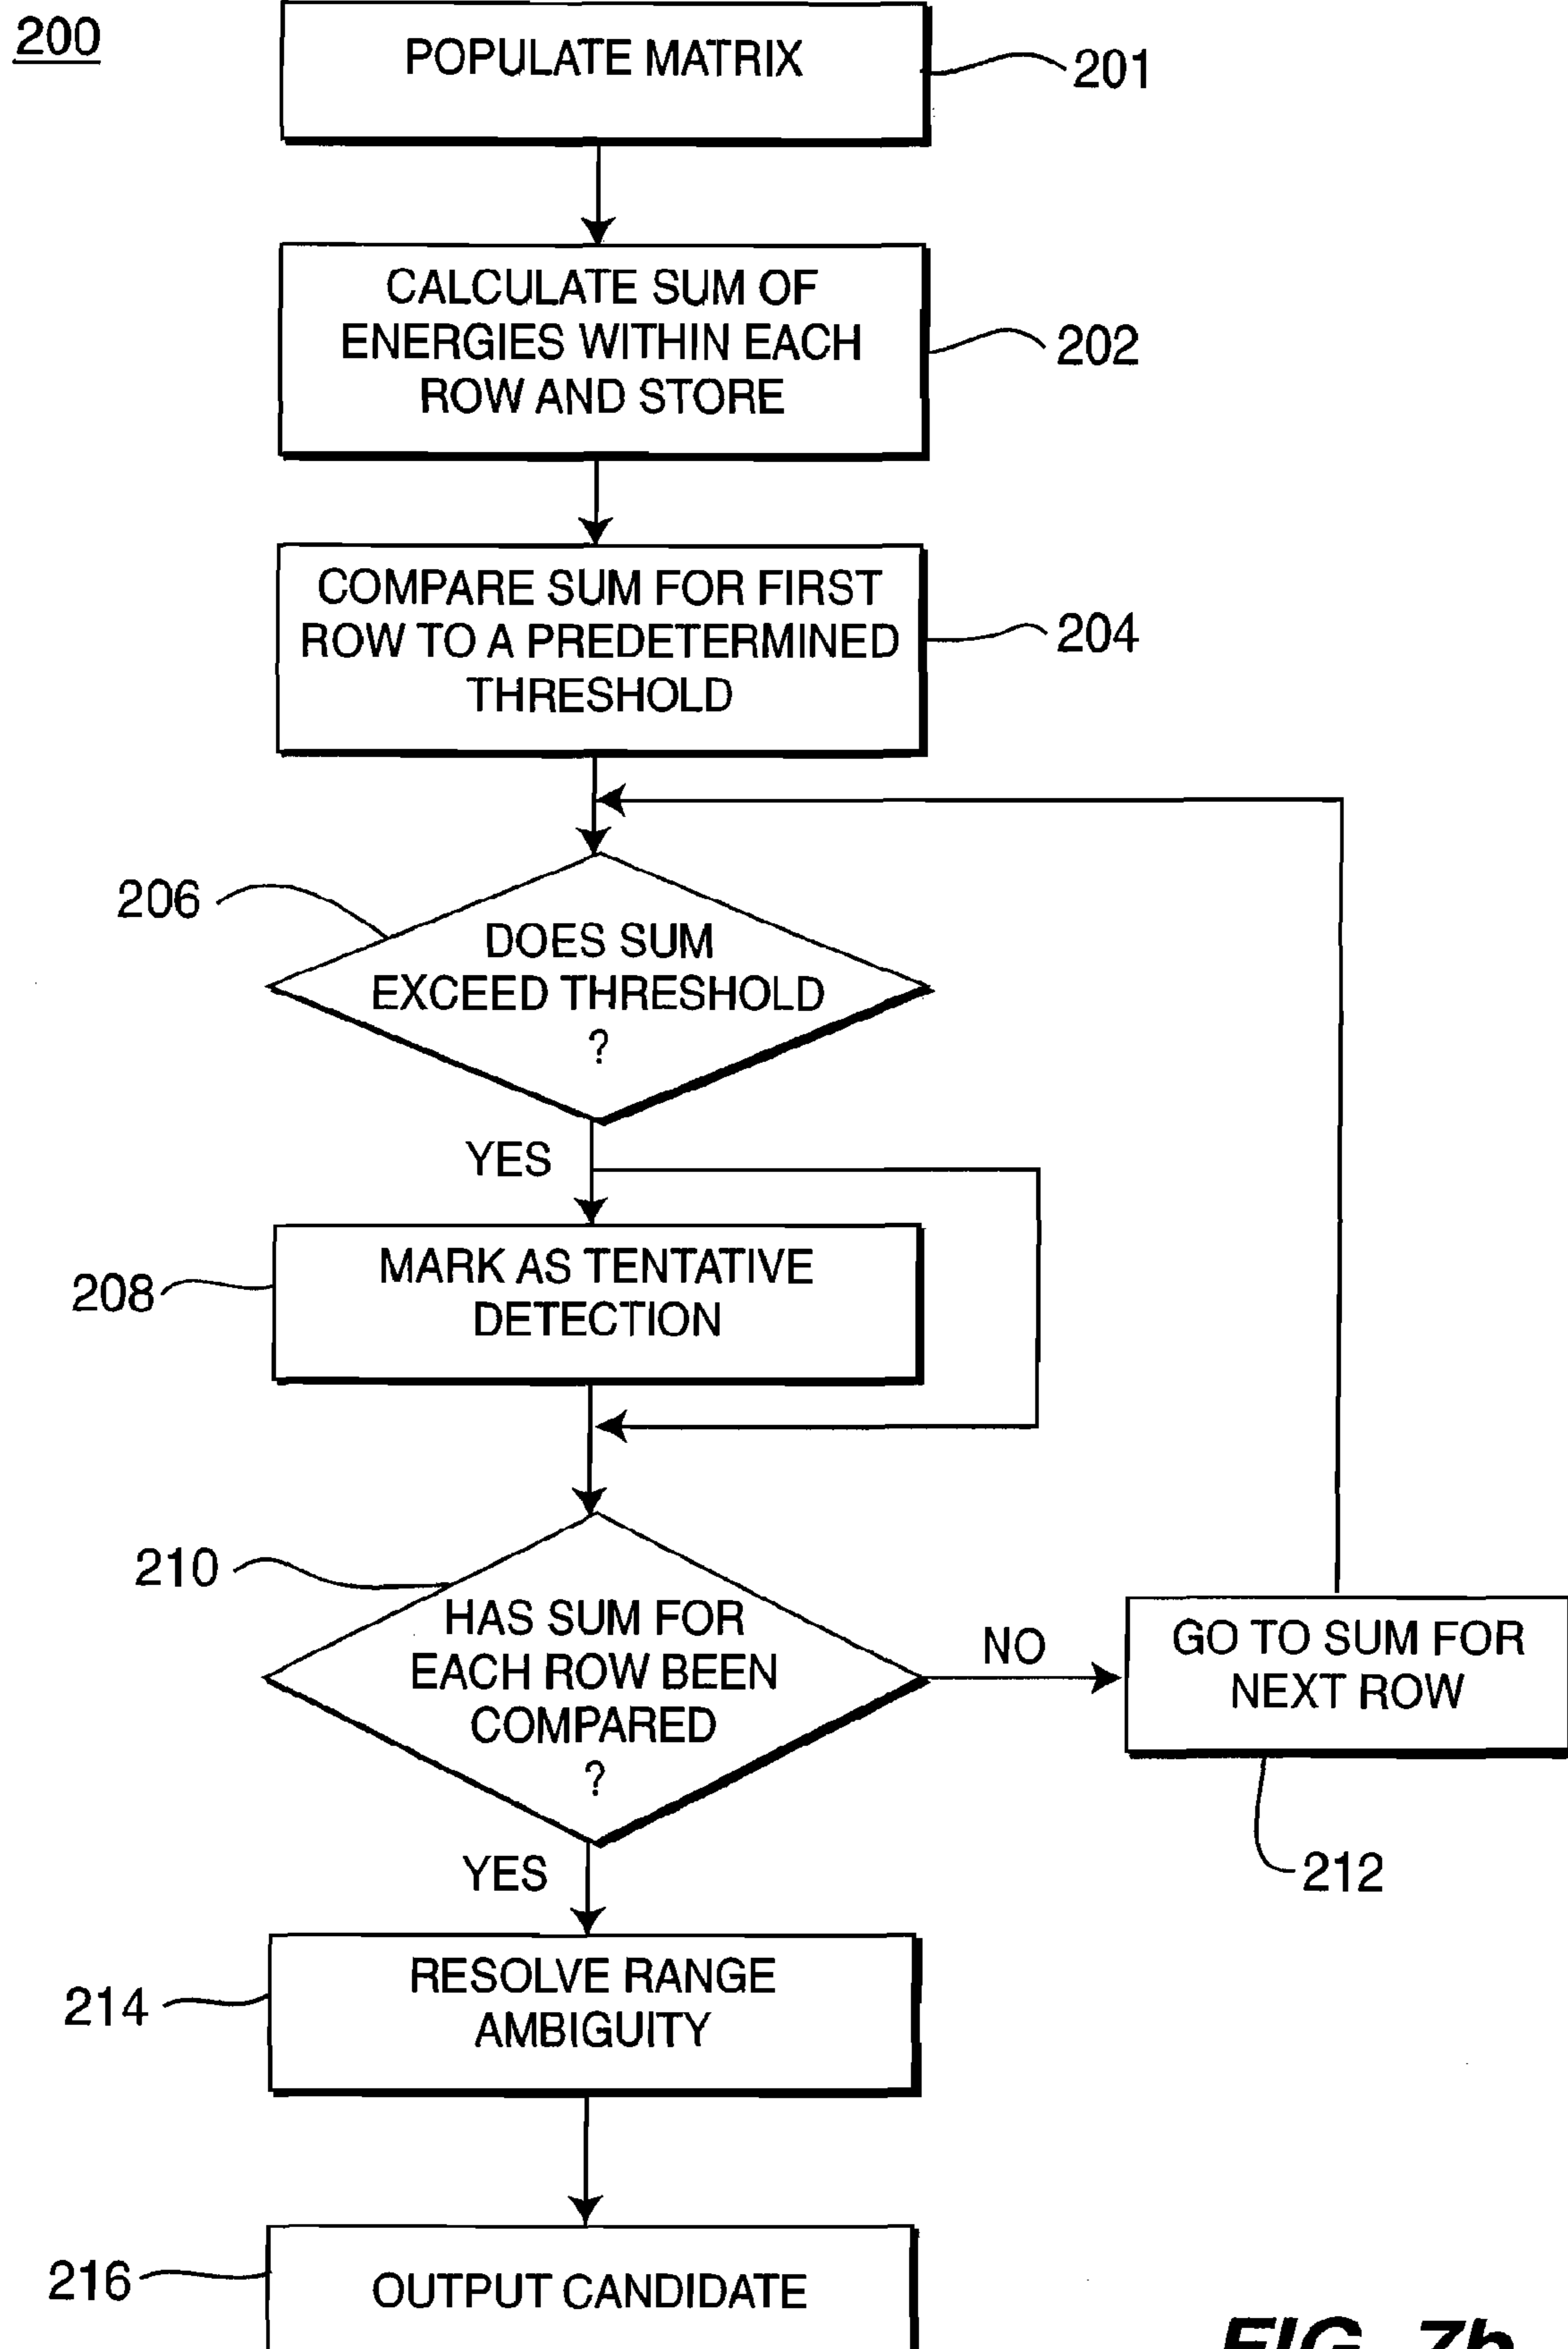 200
POPULATE MATRIX
201
CALCULATE SUM OF
ENERGIES WITHIN EACH
ROW AND STORE
202
COMPARE SUM FOR FIRST
ROW TO A PREDETERMINED
THRESHOLD
204
206
DOES SUM
EXCEED THRESHOLD
?
YES
MARK AS TENTATIVE
DETECTION
208
210
HAS SUM FOR
EACH ROW BEEN
COMPARED
?
NO
GO TO SUM FOR
NEXT ROW
212
YES
RESOLVE RANGE
AMBIGUITY
214
216
OUTPUT CANDIDATE
FIG. 7b